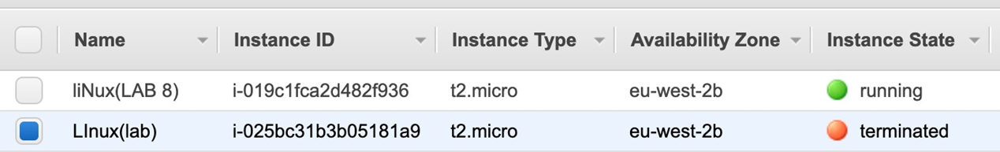 Name Instance ID Instance Type Availability Zone Instance State
liNux(LAB 8) i-019c1fca2d482f936 t2.micro eu-west-2b running
LInux(lab) i-025bc31b3b05181a9 t2.micro eu-west-2b terminated